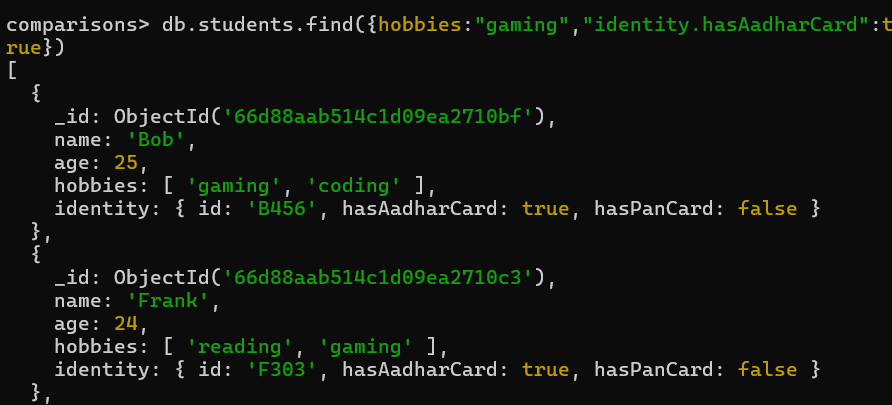 comparisons> db.students.find({hobbies:"gaming","identity.hasAadharCard":t
rue})
[
  {
    _id: ObjectId('66d88aab514c1d09ea2710bf'),
    name: 'Bob',
    age: 25,
    hobbies: [ 'gaming', 'coding' ],
    identity: { id: 'B456', hasAadharCard: true, hasPanCard: false }
  },
  {
    _id: ObjectId('66d88aab514c1d09ea2710c3'),
    name: 'Frank',
    age: 24,
    hobbies: [ 'reading', 'gaming' ],
    identity: { id: 'F303', hasAadharCard: true, hasPanCard: false }
  },